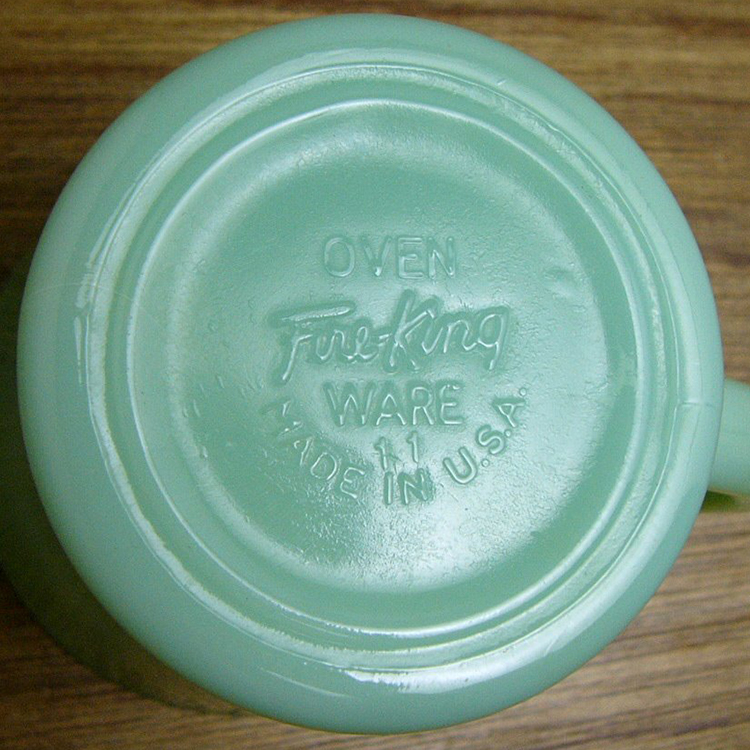 OVEN
Fire-King
WARE
11
MADE IN U.S.A.